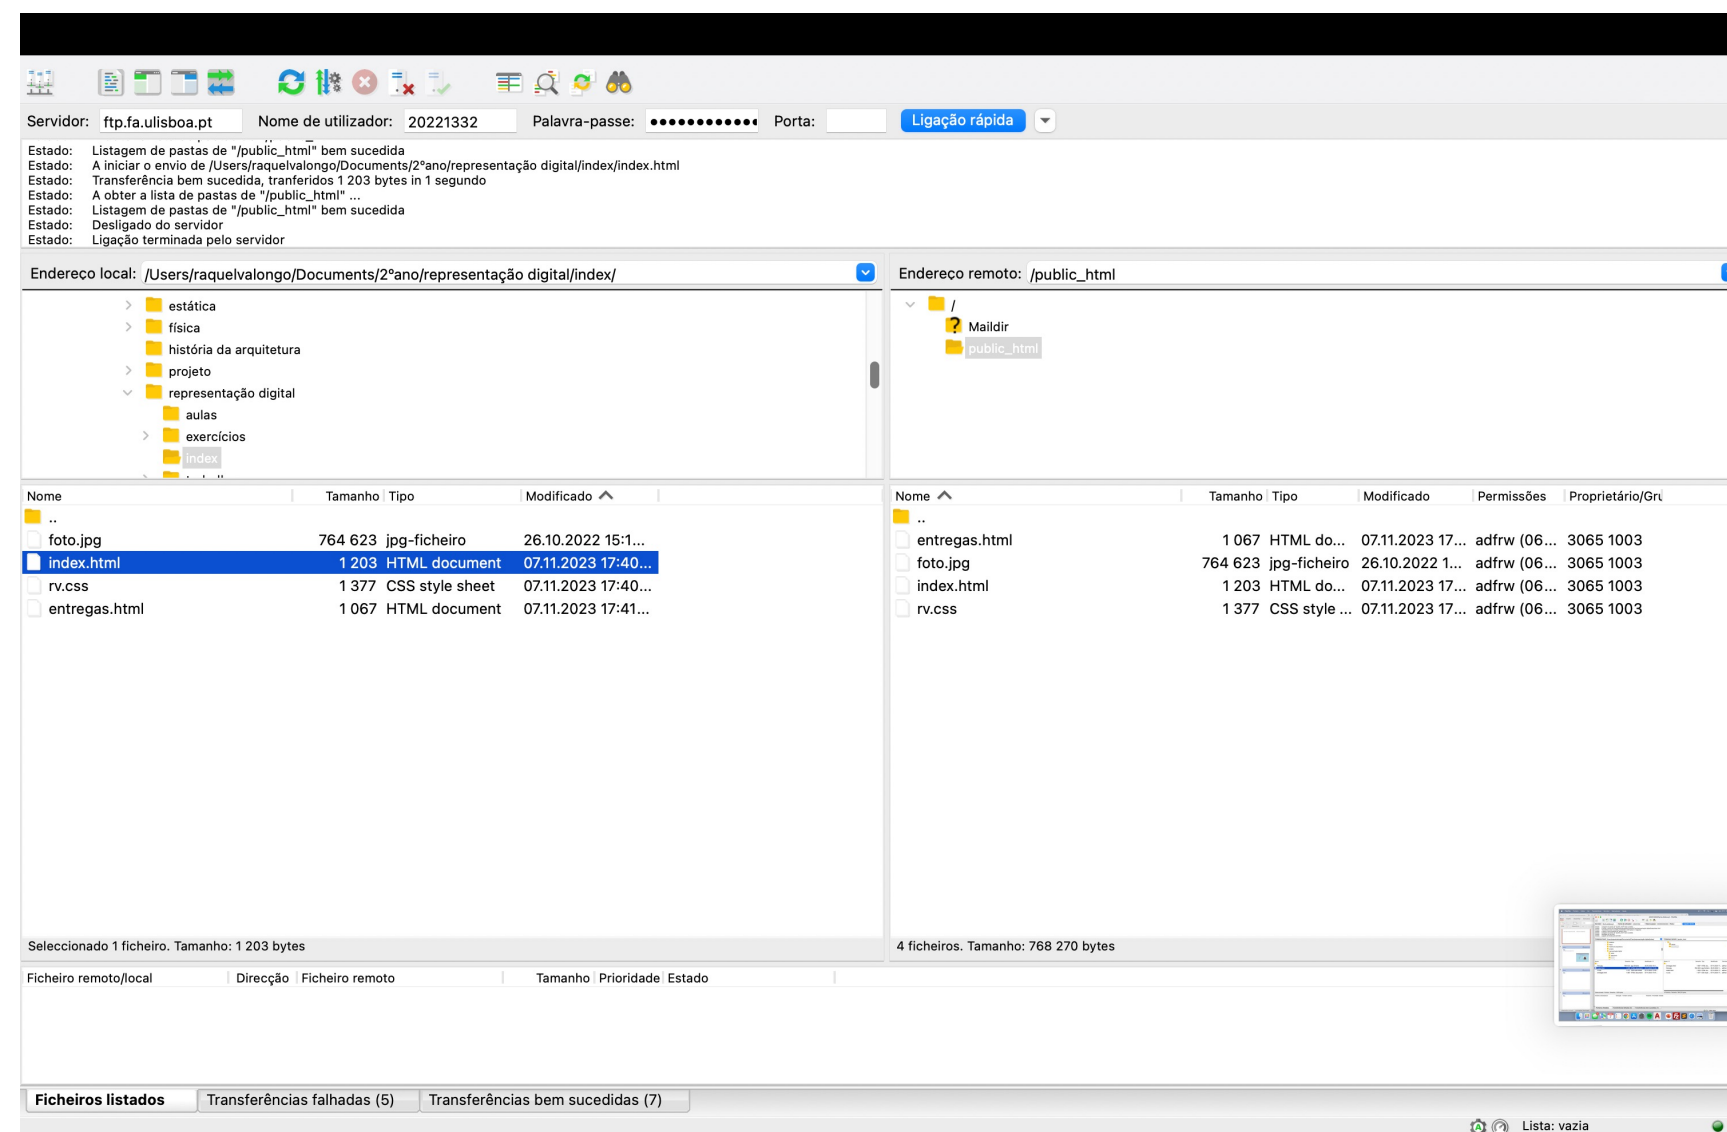 Servidor: ftp.fa.ulisboa.pt Nome de utilizador: 20221332 Palavra-passe: ●●●●●●●●●●●● Porta: Ligação rápida
Estado: Listagem de pastas de "/public_html" bem sucedida
Estado: A iniciar o envio de /Users/raquelvalongo/Documents/2ºano/representação digital/index/index.html
Estado: Transferência bem sucedida, tranferidos 1 203 bytes in 1 segundo
Estado: A obter a lista de pastas de "/public_html" ...
Estado: Listagem de pastas de "/public_html" bem sucedida
Estado: Desligado do servidor
Estado: Ligação terminada pelo servidor
Endereço local: /Users/raquelvalongo/Documents/2ºano/representação digital/index/
estática
física
história da arquitetura
projeto
representação digital
aulas
exercícios
index
Endereço remoto: /public_html
/
? Maildir
public_html
Nome Tamanho Tipo Modificado
..
foto.jpg 764 623 jpg-ficheiro 26.10.2022 15:1...
index.html 1 203 HTML document 07.11.2023 17:40...
rv.css 1 377 CSS style sheet 07.11.2023 17:40...
entregas.html 1 067 HTML document 07.11.2023 17:41...
Seleccionado 1 ficheiro. Tamanho: 1 203 bytes
Nome Tamanho Tipo Modificado Permissões Proprietário/Gru
..
entregas.html 1 067 HTML do... 07.11.2023 17... adfrw (06... 3065 1003
foto.jpg 764 623 jpg-ficheiro 26.10.2022 1... adfrw (06... 3065 1003
index.html 1 203 HTML do... 07.11.2023 17... adfrw (06... 3065 1003
rv.css 1 377 CSS style ... 07.11.2023 17... adfrw (06... 3065 1003
4 ficheiros. Tamanho: 768 270 bytes
Ficheiro remoto/local Direcção Ficheiro remoto Tamanho Prioridade Estado
Ficheiros listados Transferências falhadas (5) Transferências bem sucedidas (7)
Lista: vazia